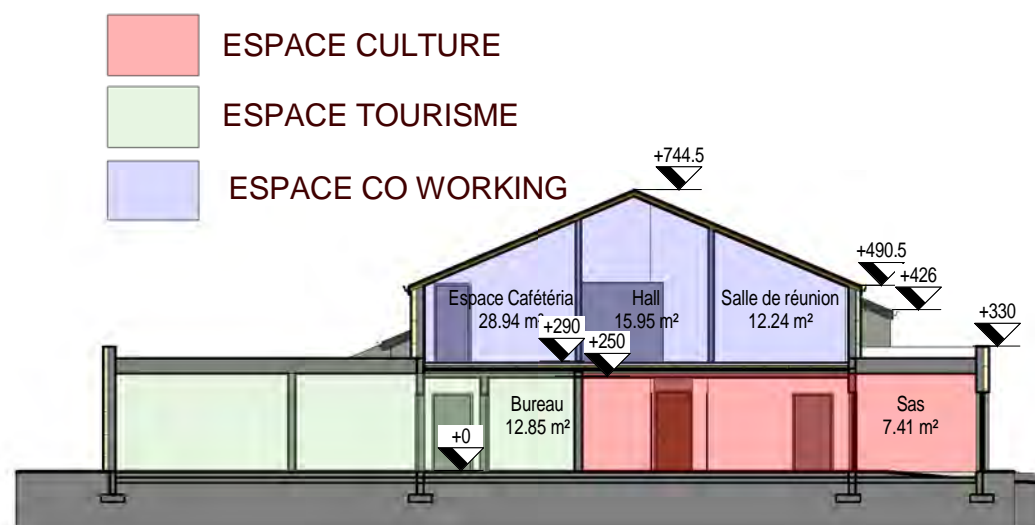 ESPACE CULTURE
ESPACE TOURISME
ESPACE CO WORKING
+744.5
+490.5
+426
+330
Espace Cafétéria
28.94 m²
Hall
15.95 m²
Salle de réunion
12.24 m²
+290
+250
Bureau
12.85 m²
Sas
7.41 m²
+0